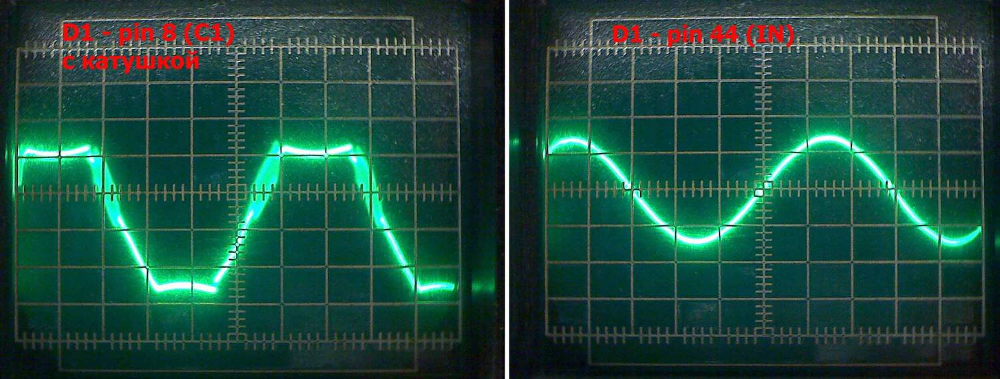 D1 - pin 8 (C1)
с катушкой
D1 - pin 44 (IN)